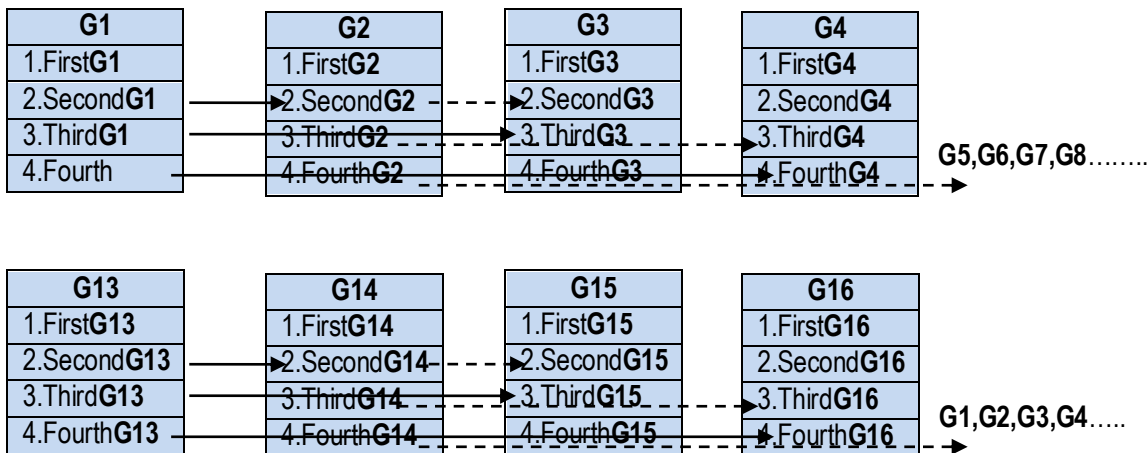 G1
1.FirstG1
2.SecondG1
3.ThirdG1
4.Fourth
G2
1.FirstG2
2.SecondG2
3.ThirdG2
4.FourthG2
G3
1.FirstG3
2.SecondG3
3.ThirdG3
4.FourthG3
G4
1.FirstG4
2.SecondG4
3.ThirdG4
4.FourthG4
G5,G6,G7,G8……..
G13
1.FirstG13
2.SecondG13
3.ThirdG13
4.FourthG13
G14
1.FirstG14
2.SecondG14
3.ThirdG14
4.FourthG14
G15
1.FirstG15
2.SecondG15
3.ThirdG15
4.FourthG15
G16
1.FirstG16
2.SecondG16
3.ThirdG16
4.FourthG16
G1,G2,G3,G4…..